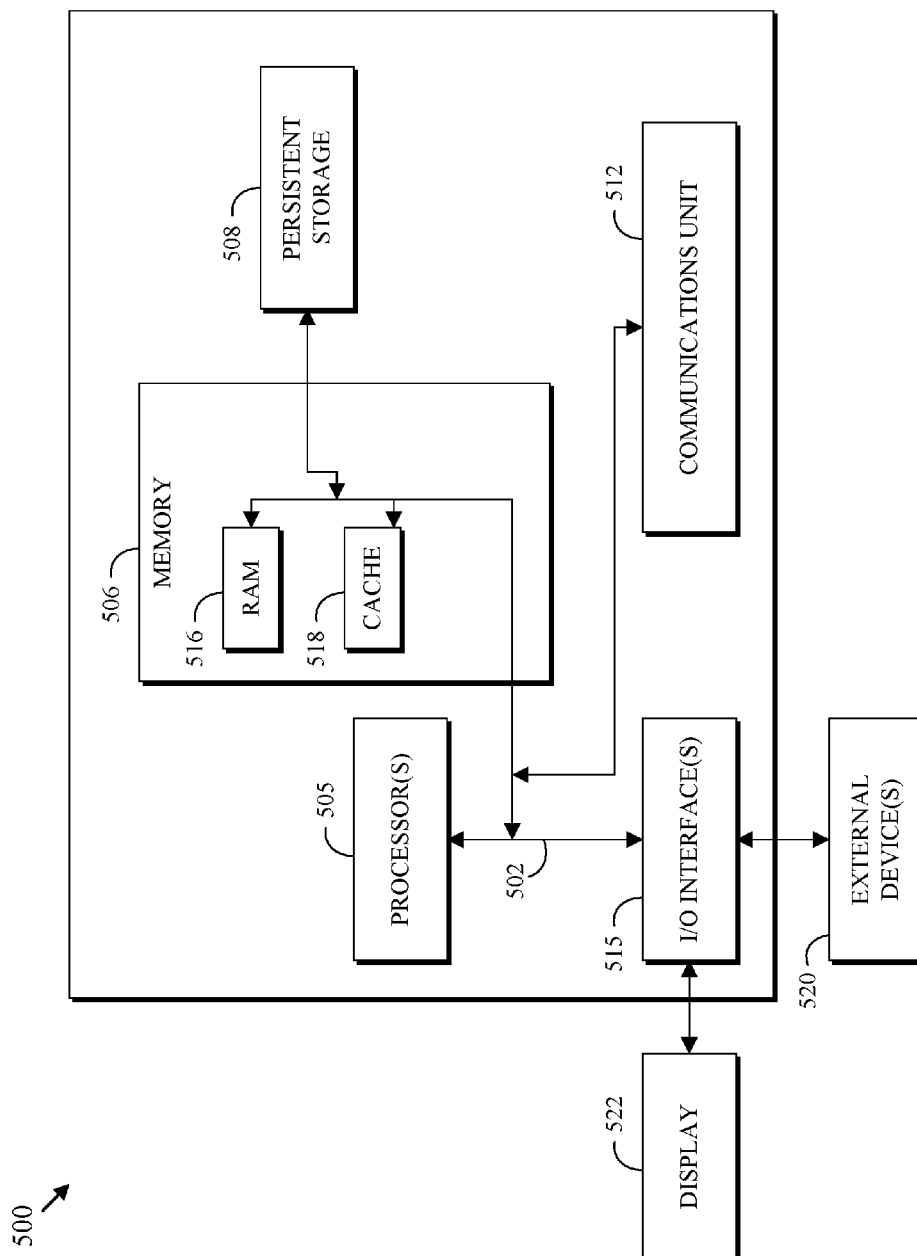 500
506
MEMORY
516
RAM
518
CACHE
508
PERSISTENT
STORAGE
505
PROCESSOR(S)
502
522
DISPLAY
515
I/O INTERFACE(S)
512
COMMUNICATIONS UNIT
520
EXTERNAL
DEVICE(S)